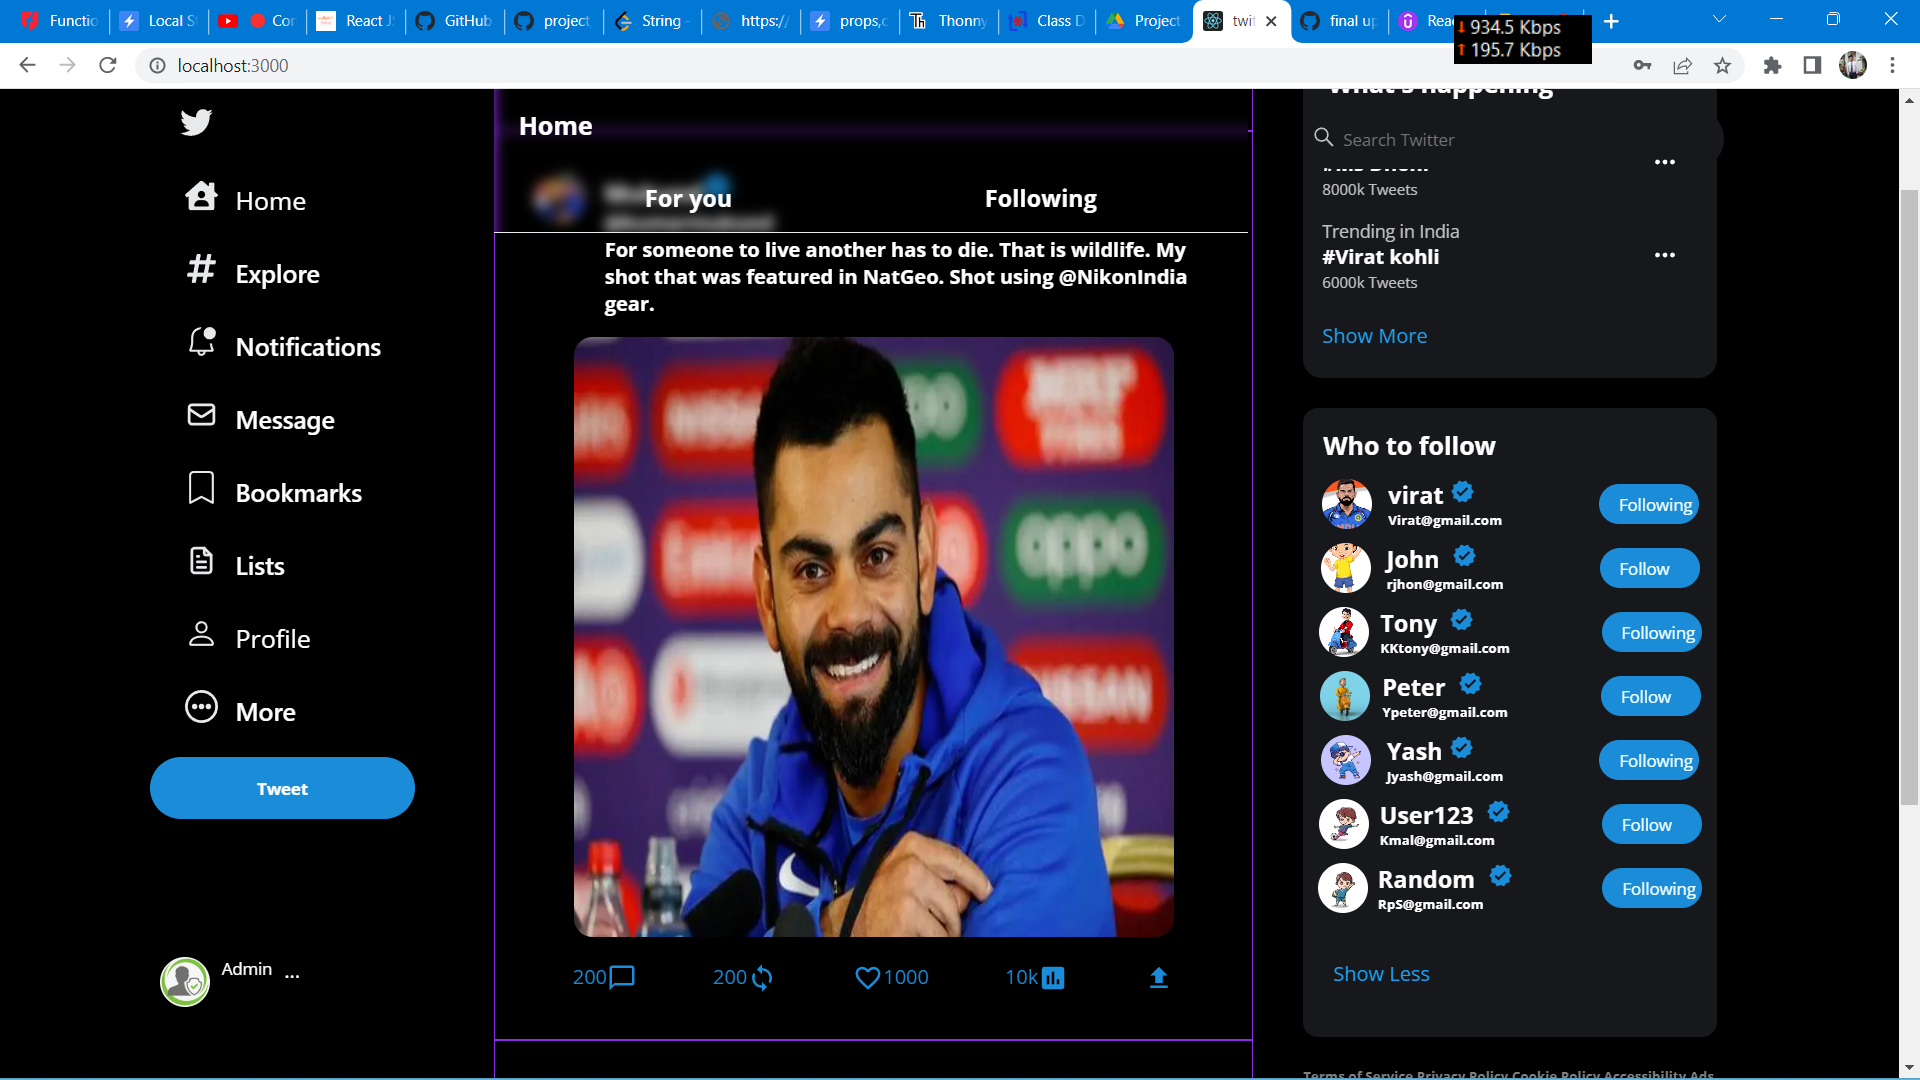 Functio
Local S
Cor
React J
GitHub
project
String -
https:/
props,c
Thonny
Class D
Project
twit
final up
Rea
934.5 Kbps
195.7 Kbps
localhost:3000
Home
Explore
Notifications
Message
Bookmarks
Lists
Profile
More
Tweet
Admin ...
Home
For you
Following
For someone to live another has to die. That is wildlife. My
shot that was featured in NatGeo. Shot using @NikonIndia
gear.
oppo
200
200
1000
10k
What's happening
Search Twitter
8000k Tweets
Trending in India
#Virat kohli
6000k Tweets
Show More
Who to follow
virat
Virat@gmail.com
Following
John
rjhon@gmail.com
Follow
Tony
KKtony@gmail.com
Following
Peter
Ypeter@gmail.com
Follow
Yash
Jyash@gmail.com
Following
User123
Kmal@gmail.com
Follow
Random
RpS@gmail.com
Following
Show Less
Terms of Service Privacy Policy Cookie Policy Accessibility Ads